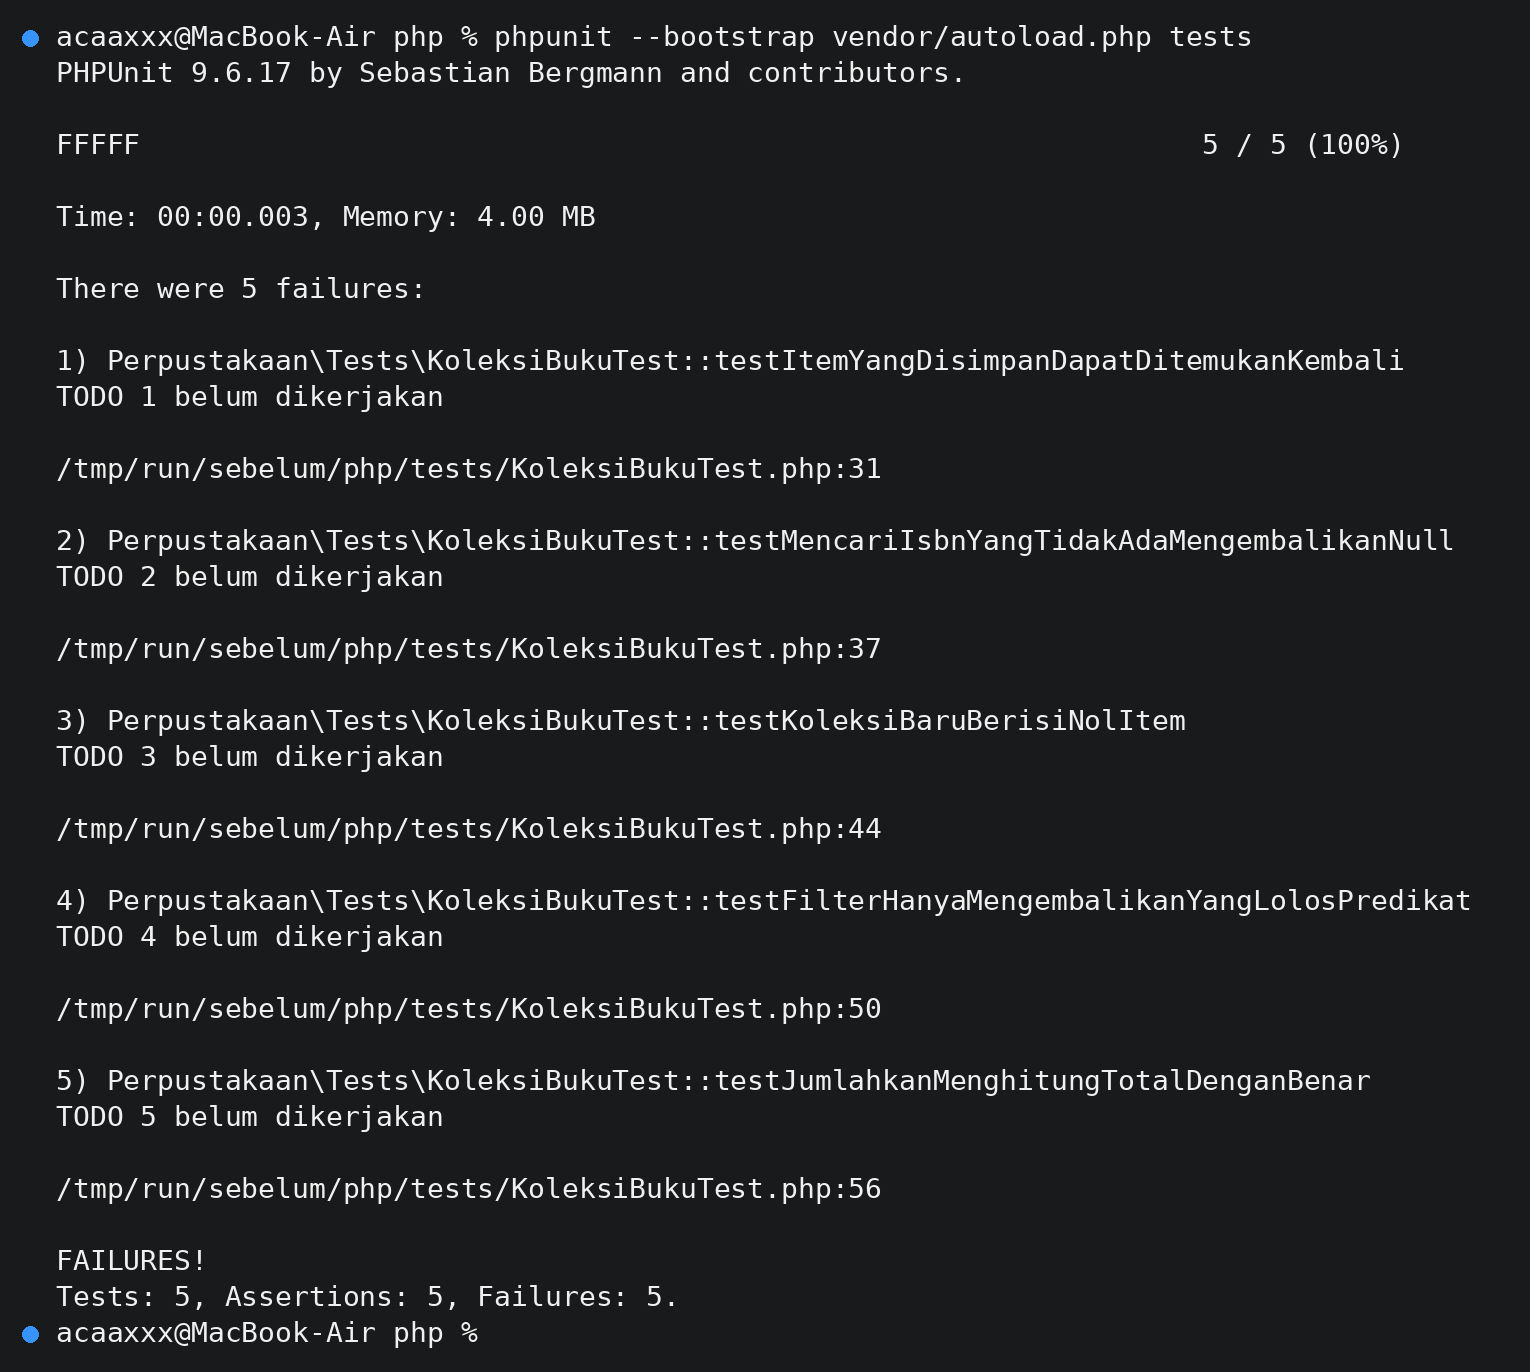 acaaxxx@MacBook-Air php % phpunit --bootstrap vendor/autoload.php tests
PHPUnit 9.6.17 by Sebastian Bergmann and contributors.
FFFFF 5 / 5 (100%)
Time: 00:00.003, Memory: 4.00 MB
There were 5 failures:
1) Perpustakaan\Tests\KoleksiBukuTest::testItemYangDisimpanDapatDitemukanKembali
TODO 1 belum dikerjakan
/tmp/run/sebelum/php/tests/KoleksiBukuTest.php:31
2) Perpustakaan\Tests\KoleksiBukuTest::testMencariIsbnYangTidakAdaMengembalikanNull
TODO 2 belum dikerjakan
/tmp/run/sebelum/php/tests/KoleksiBukuTest.php:37
3) Perpustakaan\Tests\KoleksiBukuTest::testKoleksiBaruBerisiNolItem
TODO 3 belum dikerjakan
/tmp/run/sebelum/php/tests/KoleksiBukuTest.php:44
4) Perpustakaan\Tests\KoleksiBukuTest::testFilterHanyaMengembalikanYangLolosPredikat
TODO 4 belum dikerjakan
/tmp/run/sebelum/php/tests/KoleksiBukuTest.php:50
5) Perpustakaan\Tests\KoleksiBukuTest::testJumlahkanMenghitungTotalDenganBenar
TODO 5 belum dikerjakan
/tmp/run/sebelum/php/tests/KoleksiBukuTest.php:56
FAILURES!
Tests: 5, Assertions: 5, Failures: 5.
acaaxxx@MacBook-Air php %